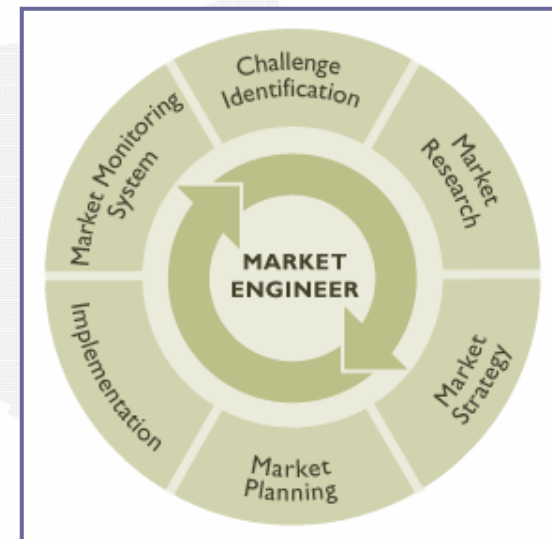 Challenge
Identification
Market
Research
Market
Strategy
Market
Planning
Implementation
Market Monitoring
System
MARKET
ENGINEER